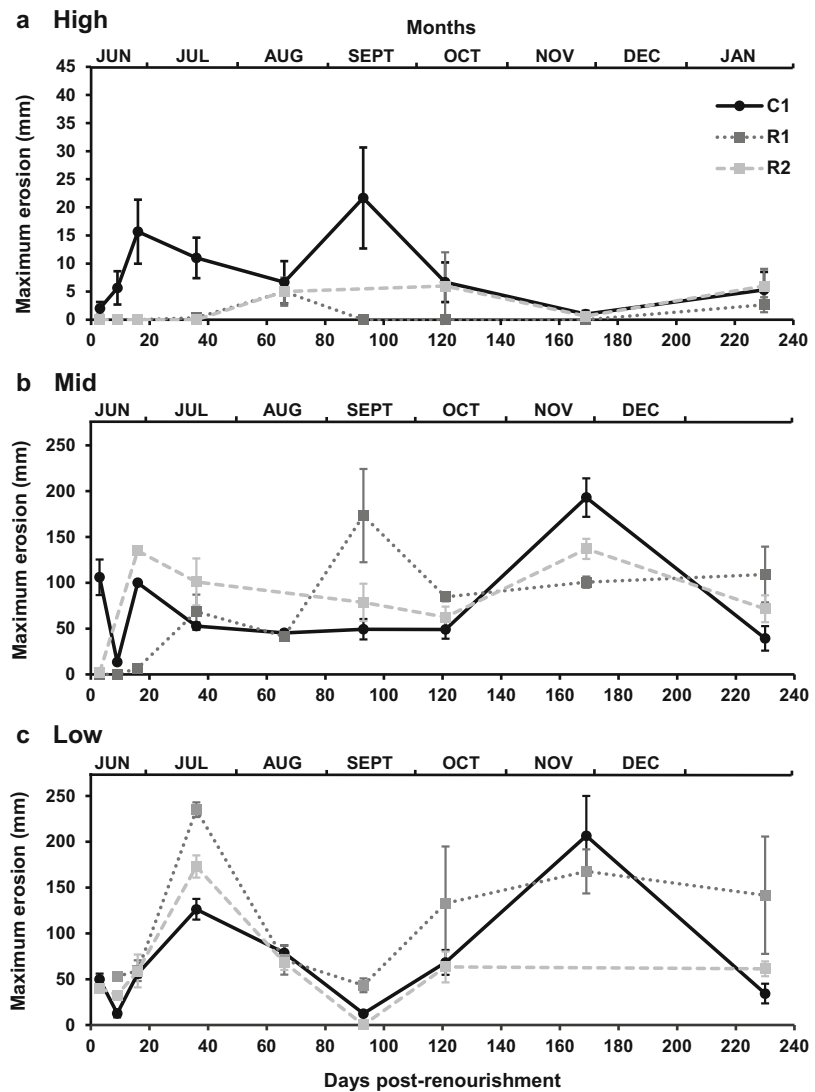 a High
Months
JUN JUL AUG SEPT OCT NOV DEC JAN
Maximum erosion (mm)
45
40
35
30
25
20
15
10
5
0
C1
R1
R2
0 20 40 60 80 100 120 140 160 180 200 220 240
b Mid
JUN JUL AUG SEPT OCT NOV DEC
Maximum erosion (mm)
250
200
150
100
50
0
0 20 40 60 80 100 120 140 160 180 200 220 240
c Low
JUN JUL AUG SEPT OCT NOV DEC
Maximum erosion (mm)
250
200
150
100
50
0
0 20 40 60 80 100 120 140 160 180 200 220 240
Days post-renourishment